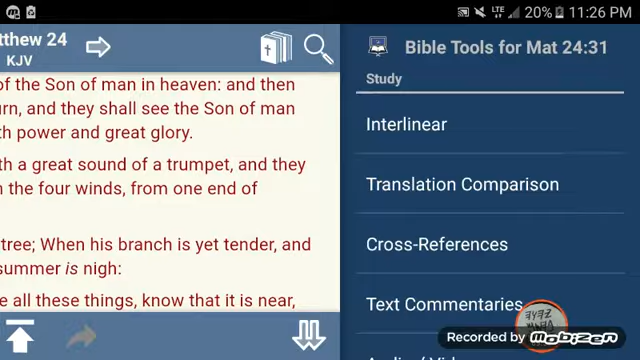 LTE 20% 11:26 PM
tthew 24
KJV
of the Son of man in heaven: and then
urn, and they shall see the Son of man
th power and great glory.
th a great sound of a trumpet, and they
n the four winds, from one end of
tree; When his branch is yet tender, and
summer is nigh:
e all these things, know that it is near,
Bible Tools for Mat 24:31
Study
Interlinear
Translation Comparison
Cross-References
Text Commentaries
Recorded by mobizen